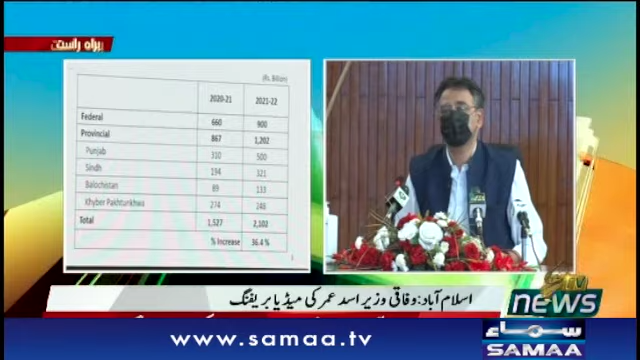 براہ راست
(Rs. Billion)
2020-21 2021-22
Federal 660 900
Provincial 867 1,202
Punjab 310 500
Sindh 194 321
Balochistan 89 133
Khyber Pakhtunkhwa 274 248
Total 1,527 2,102
% Increase 36.4 %
اسلام آباد: وفاقی وزیر اسد عمر کی میڈیا بریفنگ
TV
NEWS
www.samaa.tv
سماء
SAMAA